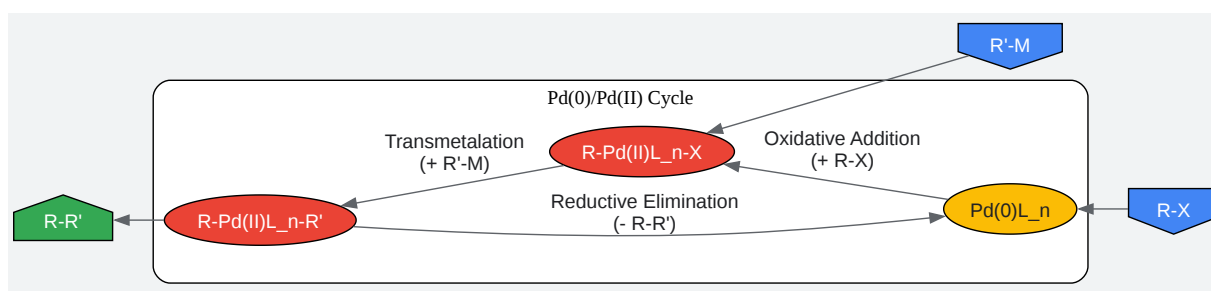 R'-M
Pd(0)/Pd(II) Cycle
Transmetalation
(+ R'-M)
Oxidative Addition
(+ R-X)
R-Pd(II)L_n-X
Reductive Elimination
(- R-R')
R-R'
R-Pd(II)L_n-R'
Pd(0)L_n
R-X